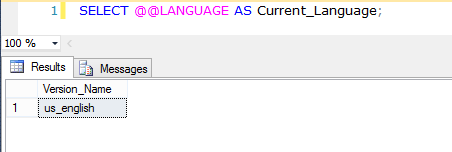 1 SELECT @@LANGUAGE AS Current_Language;
100 %
Results Messages
Version_Name
1 us_english